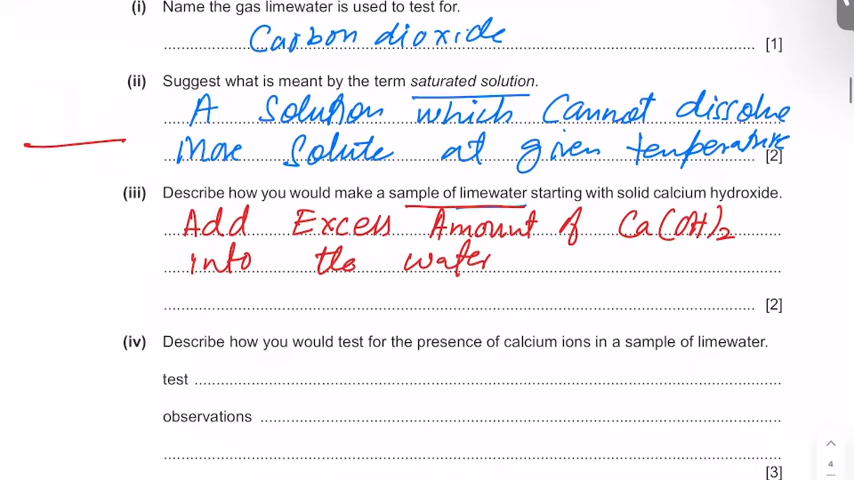 (i) Name the gas limewater is used to test for.
Carbon dioxide [1]
(ii) Suggest what is meant by the term saturated solution.
A Solution which Cannot dissolve
More Solute at given temperature [2]
(iii) Describe how you would make a sample of limewater starting with solid calcium hydroxide.
Add Excess Amount of Ca(OH)2
into the water
[2]
(iv) Describe how you would test for the presence of calcium ions in a sample of limewater.
test
observations
[3]
4